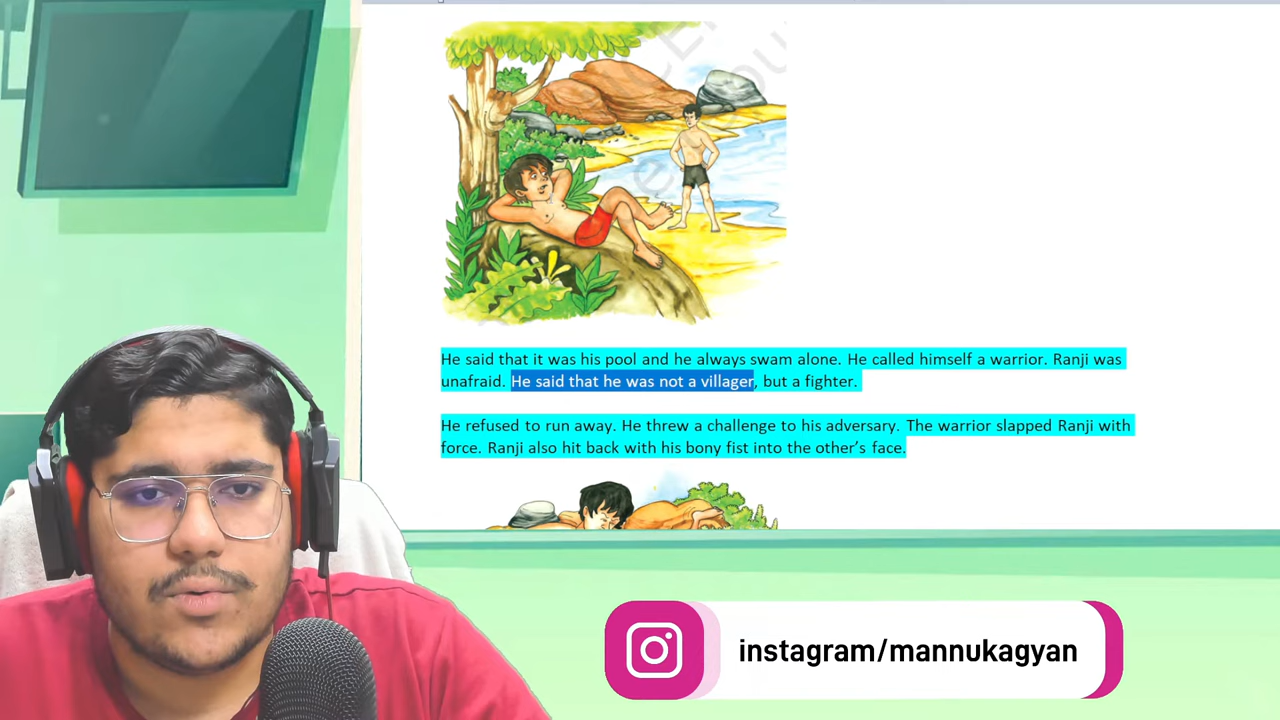 He said that it was his pool and he always swam alone. He called himself a warrior. Ranji was
unafraid. He said that he was not a villager, but a fighter.
He refused to run away. He threw a challenge to his adversary. The warrior slapped Ranji with
force. Ranji also hit back with his bony fist into the other’s face.
instagram/mannukagyan